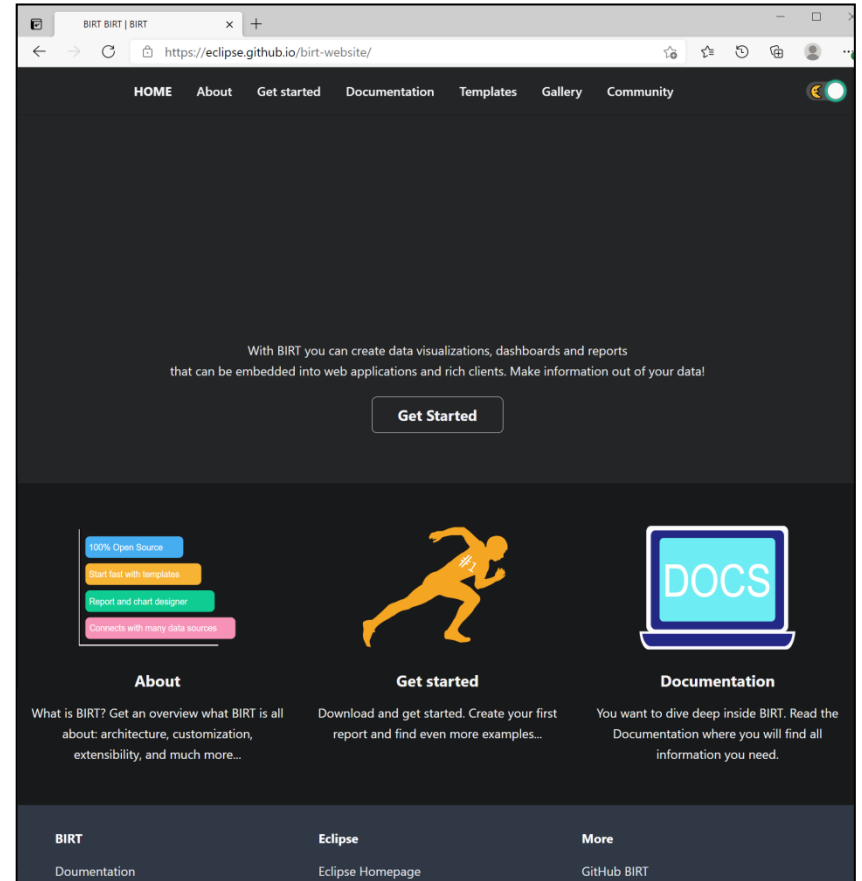 BIRT BIRT | BIRT
https://eclipse.github.io/birt-website/
HOME About Get started Documentation Templates Gallery Community
With BIRT you can create data visualizations, dashboards and reports
that can be embedded into web applications and rich clients. Make information out of your data!
Get Started
100% Open Source
Start fast with templates
Report and chart designer
Connects with many data sources
#1
DOCS
About
What is BIRT? Get an overview what BIRT is all
about: architecture, customization,
extensibility, and much more...
Get started
Download and get started. Create your first
report and find even more examples...
Documentation
You want to dive deep inside BIRT. Read the
Documentation where you will find all
information you need.
BIRT
Doumentation
Eclipse
Eclipse Homepage
More
GitHub BIRT